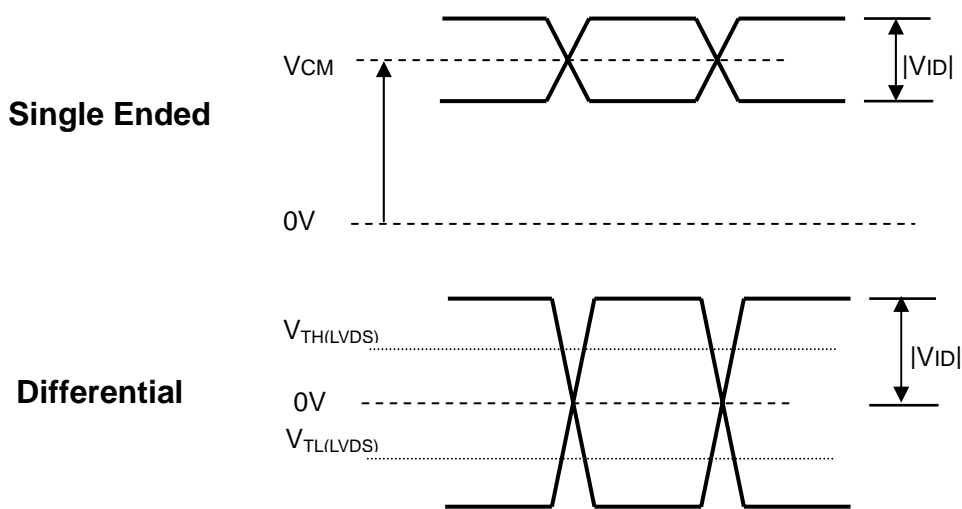 VCM
|VID|
Single Ended
0V
VTH(LVDS)
|VID|
Differential
0V
VTL(LVDS)